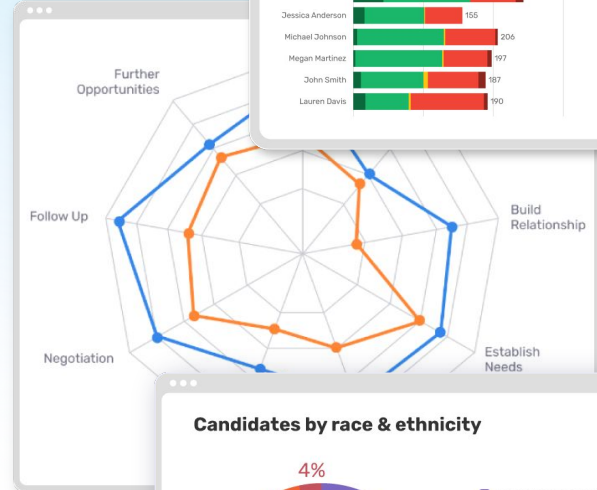 Jessica Anderson 155
Michael Johnson 206
Megan Martinez 197
John Smith 187
Lauren Davis 190
Further
Opportunities
Follow Up
Build
Relationship
Negotiation
Establish
Needs
Candidates by race & ethnicity
4%